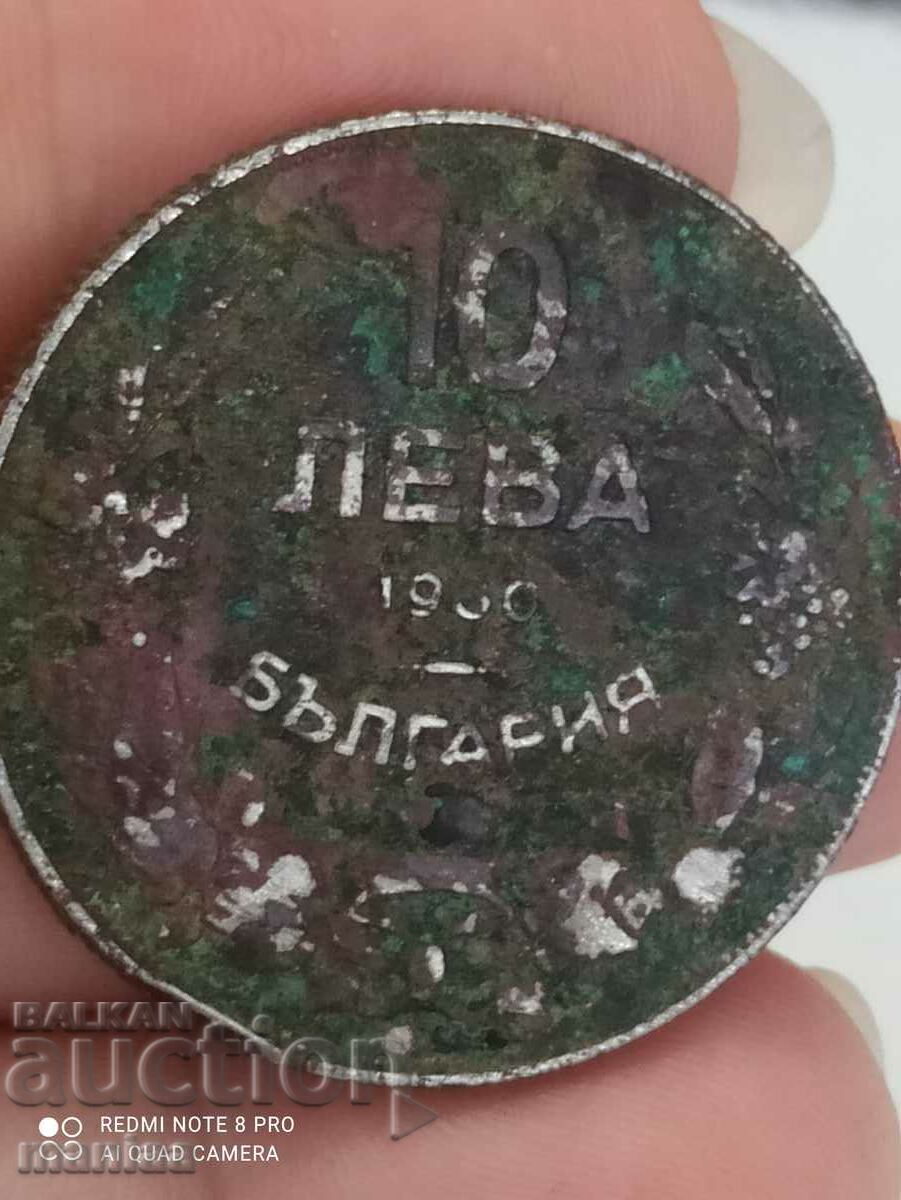 10
ЛЕВА
1930
БЪЛГАРИЯ
BALKAN
auction
REDMI NOTE 8 PRO
AI QUAD CAMERA